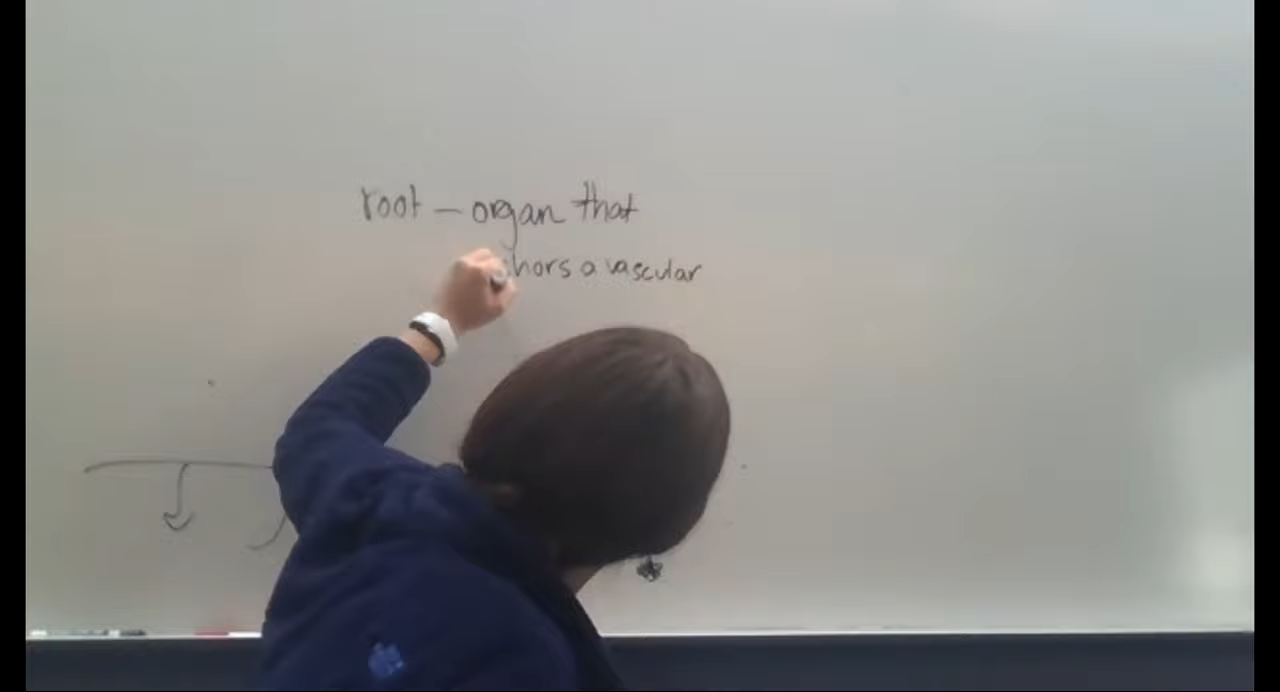 root – organ that
hors a vascular